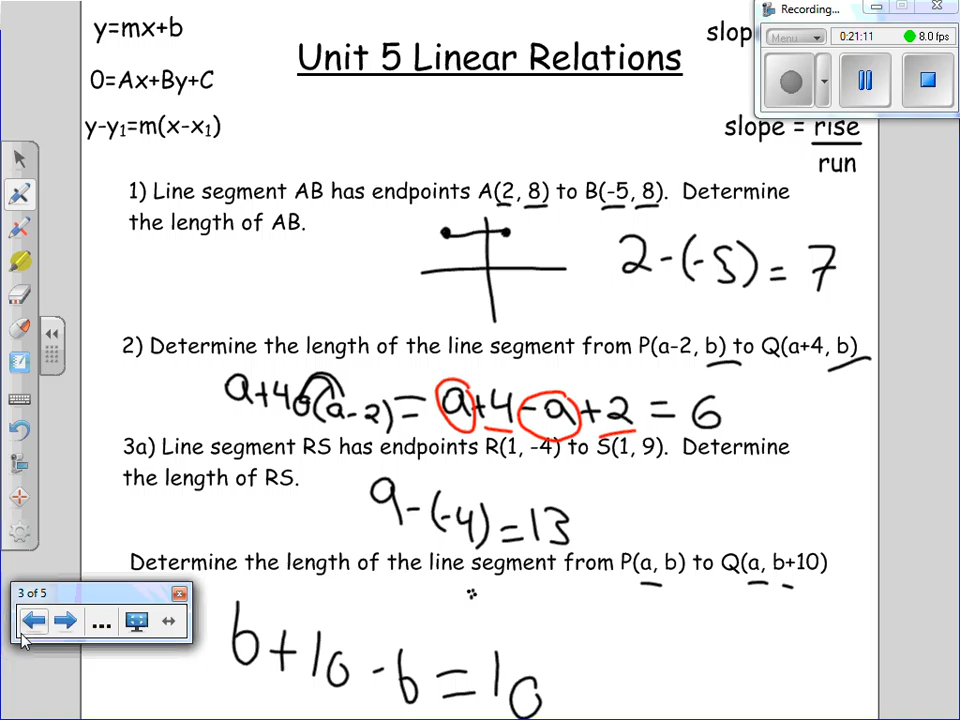 y=mx+b
0=Ax+By+C
y-y₁=m(x-x₁)
Unit 5 Linear Relations
slop
Recording...
Menu
0:21:11
8.0 fps
slope = rise
run
1) Line segment AB has endpoints A(2, 8) to B(-5, 8). Determine
the length of AB.
2-(-5)=7
2) Determine the length of the line segment from P(a-2, b) to Q(a+4, b)
a+4-(a-2)=a+4-a+2=6
3a) Line segment RS has endpoints R(1, -4) to S(1, 9). Determine
the length of RS.
9-(-4)=13
Determine the length of the line segment from P(a, b) to Q(a, b+10)
3 of 5
...
b+10-b=10